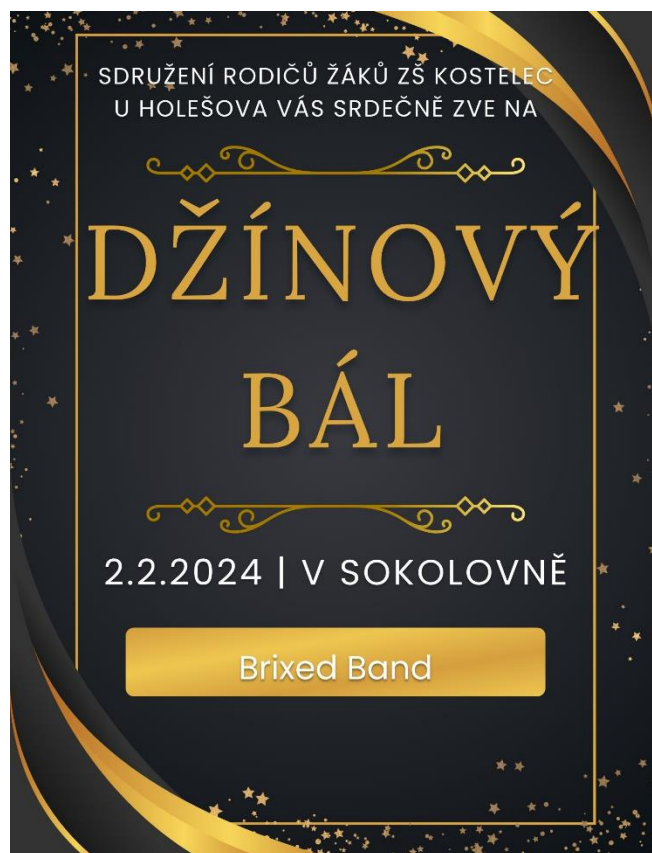 SDRUŽENÍ RODIČŮ ŽÁKŮ ZŠ KOSTELEC
U HOLEŠOVA VÁS SRDEČNĚ ZVE NA
DŽÍNOVÝ
BÁL
2.2.2024 | V SOKOLOVNĚ
Brixed Band